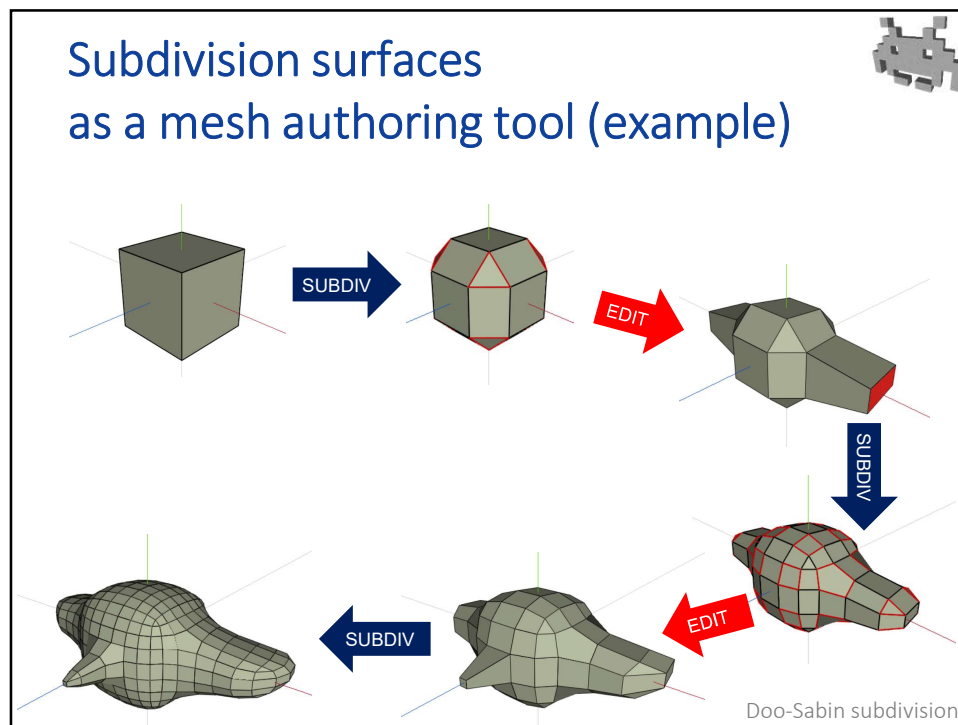 Subdivision surfaces
as a mesh authoring tool (example)
SUBDIV
EDIT
SUBDIV
EDIT
SUBDIV
Doo-Sabin subdivision